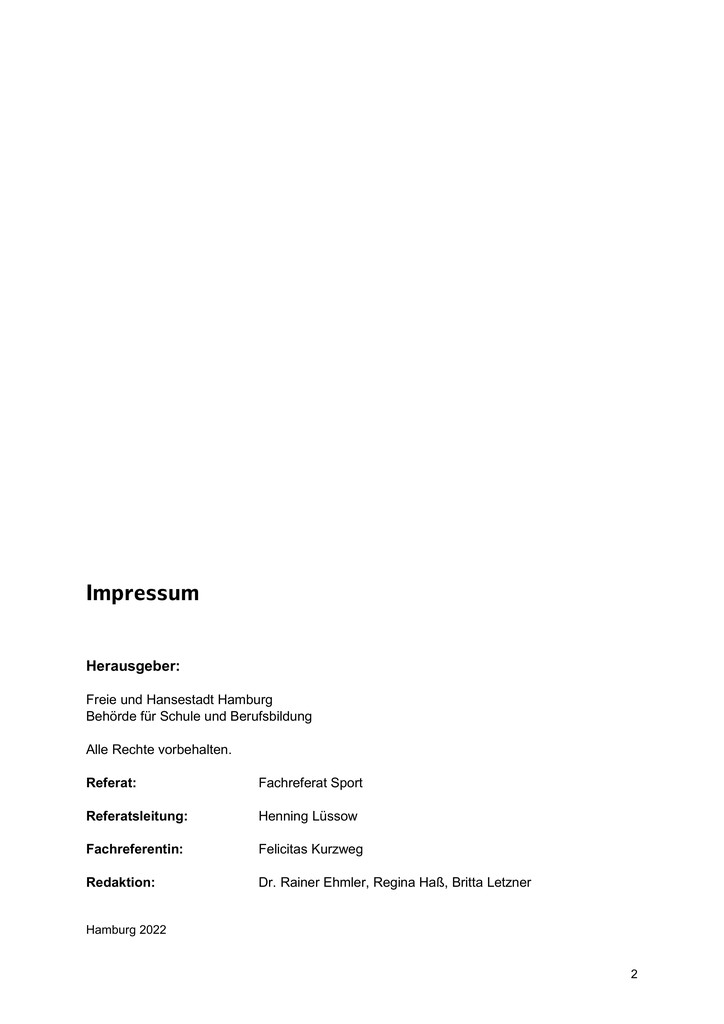 Impressum
Herausgeber:
Freie und Hansestadt Hamburg
Behörde für Schule und Berufsbildung
Alle Rechte vorbehalten.
Referat: Fachreferat Sport
Referatsleitung: Henning Lüssow
Fachreferentin: Felicitas Kurzweg
Redaktion: Dr. Rainer Ehmler, Regina Haß, Britta Letzner
Hamburg 2022
2